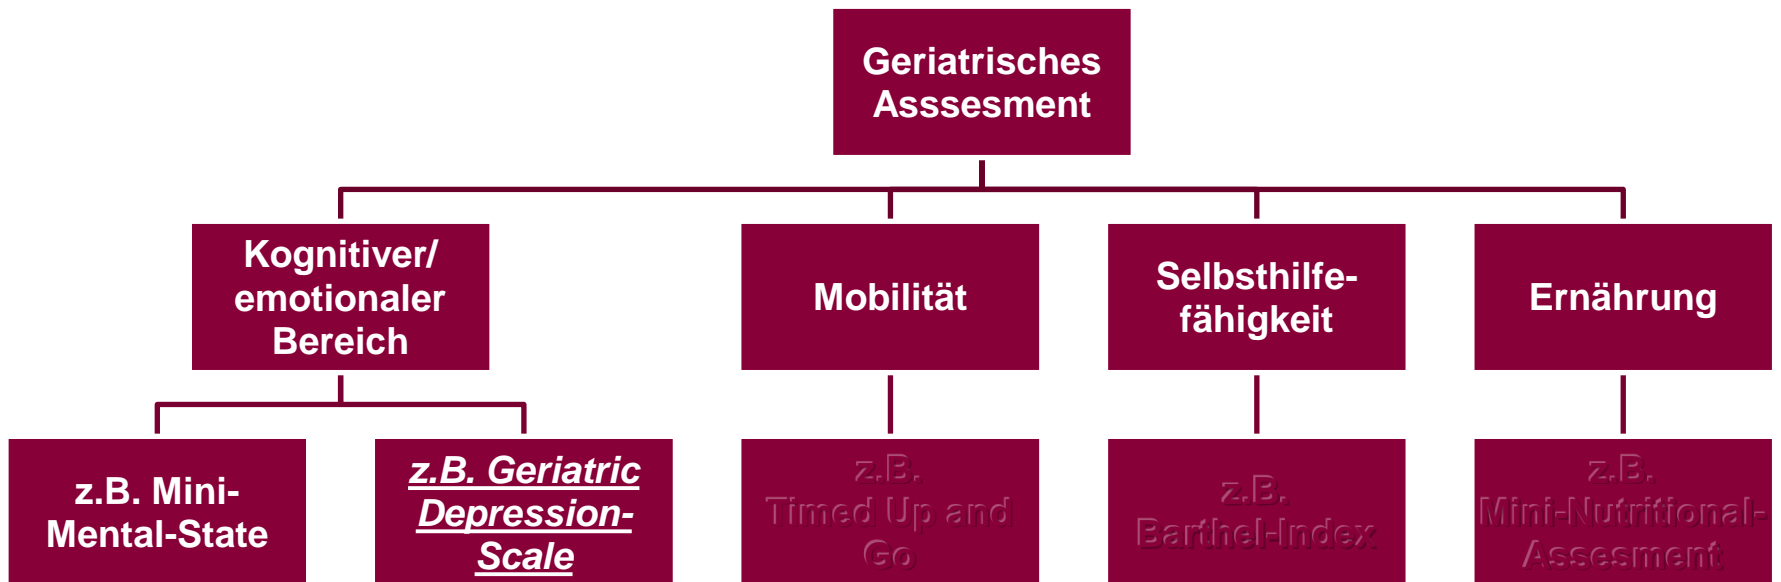 Geriatrisches
Asssesment
Kognitiver/
emotionaler
Bereich
Mobilität
Selbsthilfe-
fähigkeit
Ernährung
z.B. Mini-
Mental-State
z.B. Geriatric
Depression-
Scale
z.B.
Timed Up and
Go
z.B.
Barthel-Index
z.B.
Mini-Nutritional-
Assesment